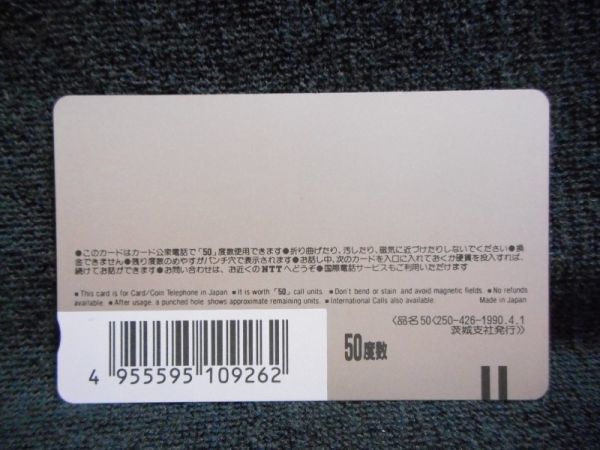 ●このカードはカード公衆電話で「50」度数使用できます●折り曲げたり、汚したり、磁気に近づけたりしないでください●換
金できません●残り度数のめやすがパンチ穴で表示されます●お話し中、次のカードを入口に入れておくか硬貨を投入すれば、
続けてお話ができます●お問い合わせは、お近くのNTTへどうぞ●国際電話サービスもご利用いただけます
■ This card is for Card/Coin Telephone in Japan. ■ It is worth 「50」 call units. ■ Don't bend or stain and avoid magnetic fields. ■ No refunds
available. ■ After usage, a punched hole shows approximate remaining units. ■ International Calls also available. Made in Japan
〈品名50〈250-426-1990.4.1
茨城支社発行〉〉
50度数
4 955595 109262